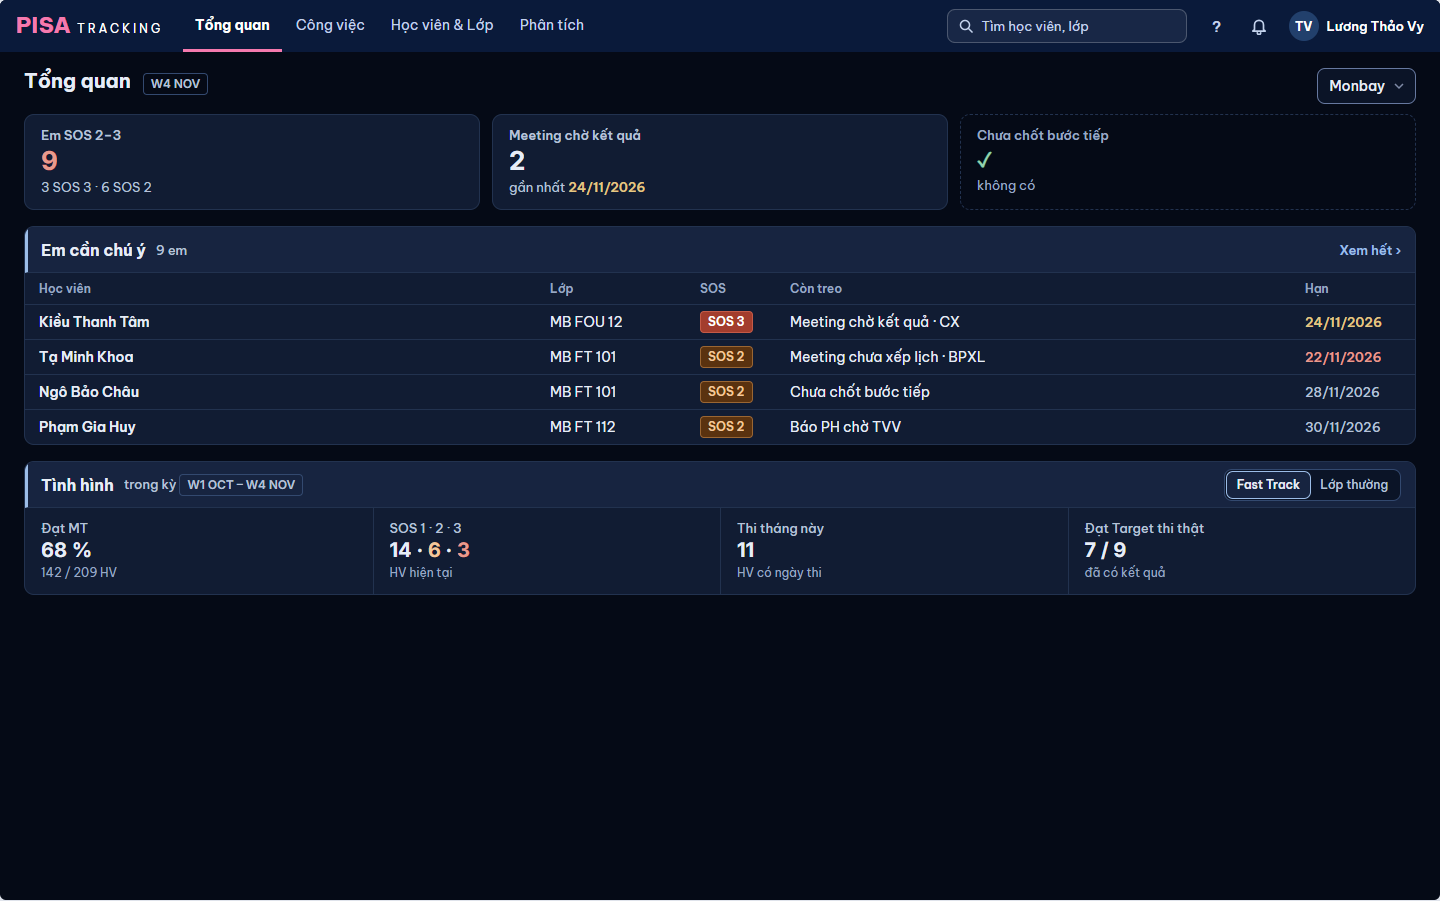 PISA TRACKING Tổng quan Công việc Học viên & Lớp Phân tích Tìm học viên, lớp ? TV Lương Thảo Vy
Tổng quan W4 NOV Monbay
Em SOS 2–3
9
3 SOS 3 · 6 SOS 2
Meeting chờ kết quả
2
gần nhất 24/11/2026
Chưa chốt bước tiếp
✓
không có
Em cần chú ý 9 em Xem hết ›
Học viên Lớp SOS Còn treo Hạn
Kiều Thanh Tâm MB FOU 12 SOS 3 Meeting chờ kết quả · CX 24/11/2026
Tạ Minh Khoa MB FT 101 SOS 2 Meeting chưa xếp lịch · BPXL 22/11/2026
Ngô Bảo Châu MB FT 101 SOS 2 Chưa chốt bước tiếp 28/11/2026
Phạm Gia Huy MB FT 112 SOS 2 Báo PH chờ TVV 30/11/2026
Tình hình trong kỳ W1 OCT – W4 NOV Fast Track Lớp thường
Đạt MT
68 %
142 / 209 HV
SOS 1 · 2 · 3
14 · 6 · 3
HV hiện tại
Thi tháng này
11
HV có ngày thi
Đạt Target thi thật
7 / 9
đã có kết quả